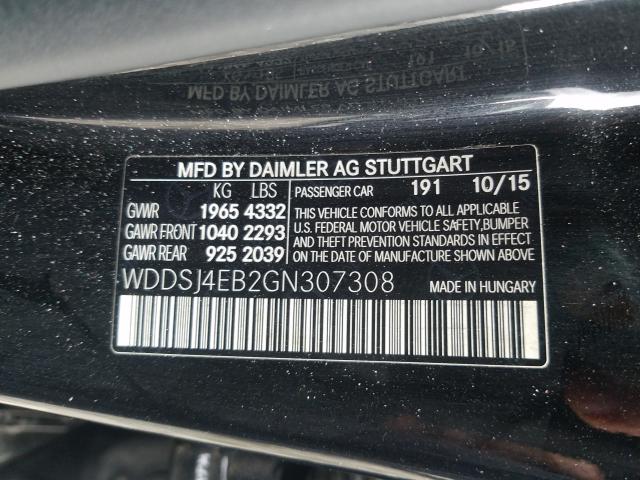 MFD BY DAIMLER AG STUTTGART
KG LBS
GVWR 1965 4332
GAWR FRONT 1040 2293
GAWR REAR 925 2039
PASSENGER CAR 191 10/15
THIS VEHICLE CONFORMS TO ALL APPLICABLE
U.S. FEDERAL MOTOR VEHICLE SAFETY, BUMPER
AND THEFT PREVENTION STANDARDS IN EFFECT
ON DATE OF MANUFACTURE SHOWN ABOVE
WDDSJ4EB2GN307308 MADE IN HUNGARY